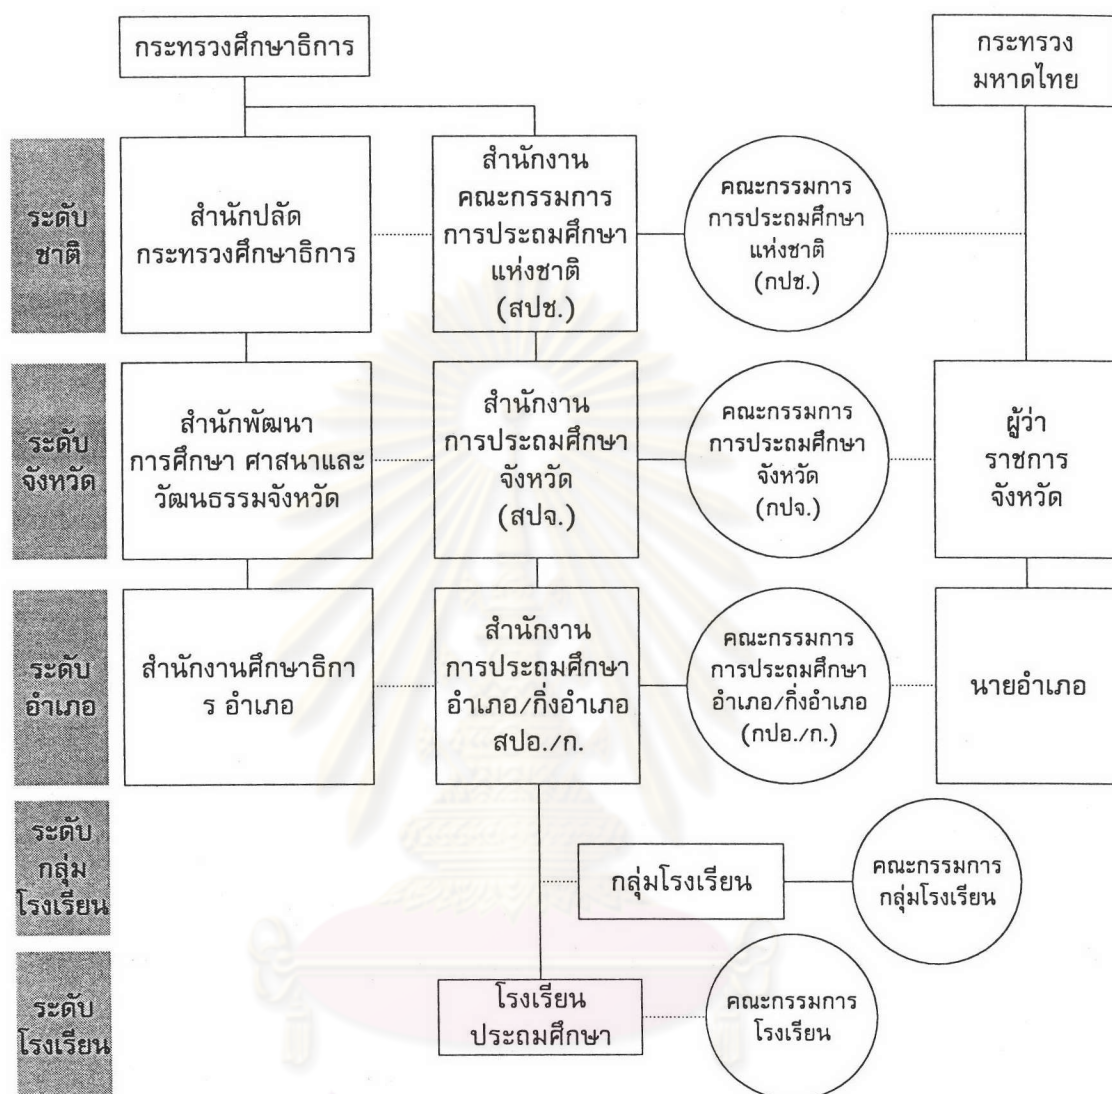 กระทรวงศึกษาธิการ
กระทรวง
มหาดไทย
ระดับ
ชาติ
สำนักปลัด
กระทรวงศึกษาธิการ
สำนักงาน
คณะกรรมการ
การประถมศึกษา
แห่งชาติ
(สปช.)
คณะกรรมการ
การประถมศึกษา
แห่งชาติ
(กปช.)
ระดับ
จังหวัด
สำนักพัฒนา
การศึกษา ศาสนาและ
วัฒนธรรมจังหวัด
สำนักงาน
การประถมศึกษา
จังหวัด
(สปจ.)
คณะกรรมการ
การประถมศึกษา
จังหวัด
(กปจ.)
ผู้ว่า
ราชการ
จังหวัด
ระดับ
อำเภอ
สำนักงานศึกษาธิกา
ร อำเภอ
สำนักงาน
การประถมศึกษา
อำเภอ/กิ่งอำเภอ
สปอ./ก.
คณะกรรมการ
การประถมศึกษา
อำเภอ/กิ่งอำเภอ
(กปอ./ก.)
นายอำเภอ
ระดับ
กลุ่ม
โรงเรียน
กลุ่มโรงเรียน
คณะกรรมการ
กลุ่มโรงเรียน
ระดับ
โรงเรียน
โรงเรียน
ประถมศึกษา
คณะกรรมการ
โรงเรียน